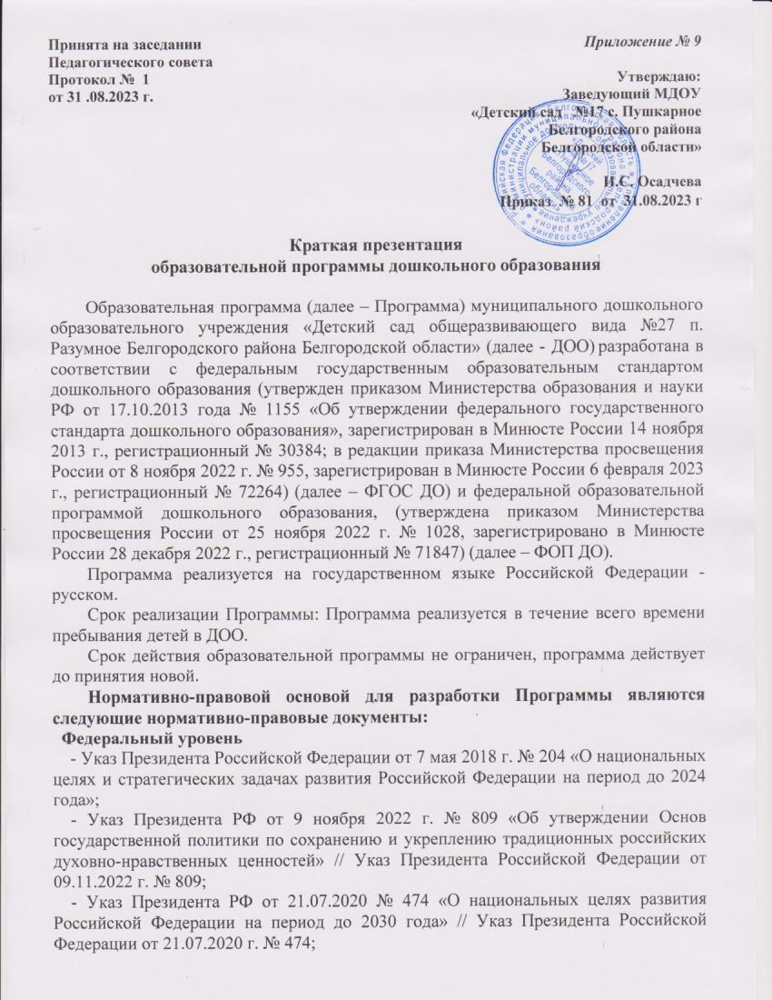 Принята на заседании
Педагогического совета
Протокол № 1
от 31 .08.2023 г.
Приложение № 9
Утверждаю:
Заведующий МДОУ
«Детский сад №17 с. Пушкарное
Белгородского района
Белгородской области»
И.С. Осадчева
Приказ № 81 от 31.08.2023 г
Краткая презентация
образовательной программы дошкольного образования
Образовательная программа (далее – Программа) муниципального дошкольного
образовательного учреждения «Детский сад общеразвивающего вида №27 п.
Разумное Белгородского района Белгородской области» (далее - ДОО) разработана в
соответствии с федеральным государственным образовательным стандартом
дошкольного образования (утвержден приказом Министерства образования и науки
РФ от 17.10.2013 года № 1155 «Об утверждении федерального государственного
стандарта дошкольного образования», зарегистрирован в Минюсте России 14 ноября
2013 г., регистрационный № 30384; в редакции приказа Министерства просвещения
России от 8 ноября 2022 г. № 955, зарегистрирован в Минюсте России 6 февраля 2023
г., регистрационный № 72264) (далее – ФГОС ДО) и федеральной образовательной
программой дошкольного образования, (утверждена приказом Министерства
просвещения России от 25 ноября 2022 г. № 1028, зарегистрировано в Минюсте
России 28 декабря 2022 г., регистрационный № 71847) (далее – ФОП ДО).
Программа реализуется на государственном языке Российской Федерации -
русском.
Срок реализации Программы: Программа реализуется в течение всего времени
пребывания детей в ДОО.
Срок действия образовательной программы не ограничен, программа действует
до принятия новой.
Нормативно-правовой основой для разработки Программы являются
следующие нормативно-правовые документы:
Федеральный уровень
- Указ Президента Российской Федерации от 7 мая 2018 г. № 204 «О национальных
целях и стратегических задачах развития Российской Федерации на период до 2024
года»;
- Указ Президента РФ от 9 ноября 2022 г. № 809 «Об утверждении Основ
государственной политики по сохранению и укреплению традиционных российских
духовно-нравственных ценностей» // Указ Президента Российской Федерации от
09.11.2022 г. № 809;
- Указ Президента РФ от 21.07.2020 № 474 «О национальных целях развития
Российской Федерации на период до 2030 года» // Указ Президента Российской
Федерации от 21.07.2020 г. № 474;